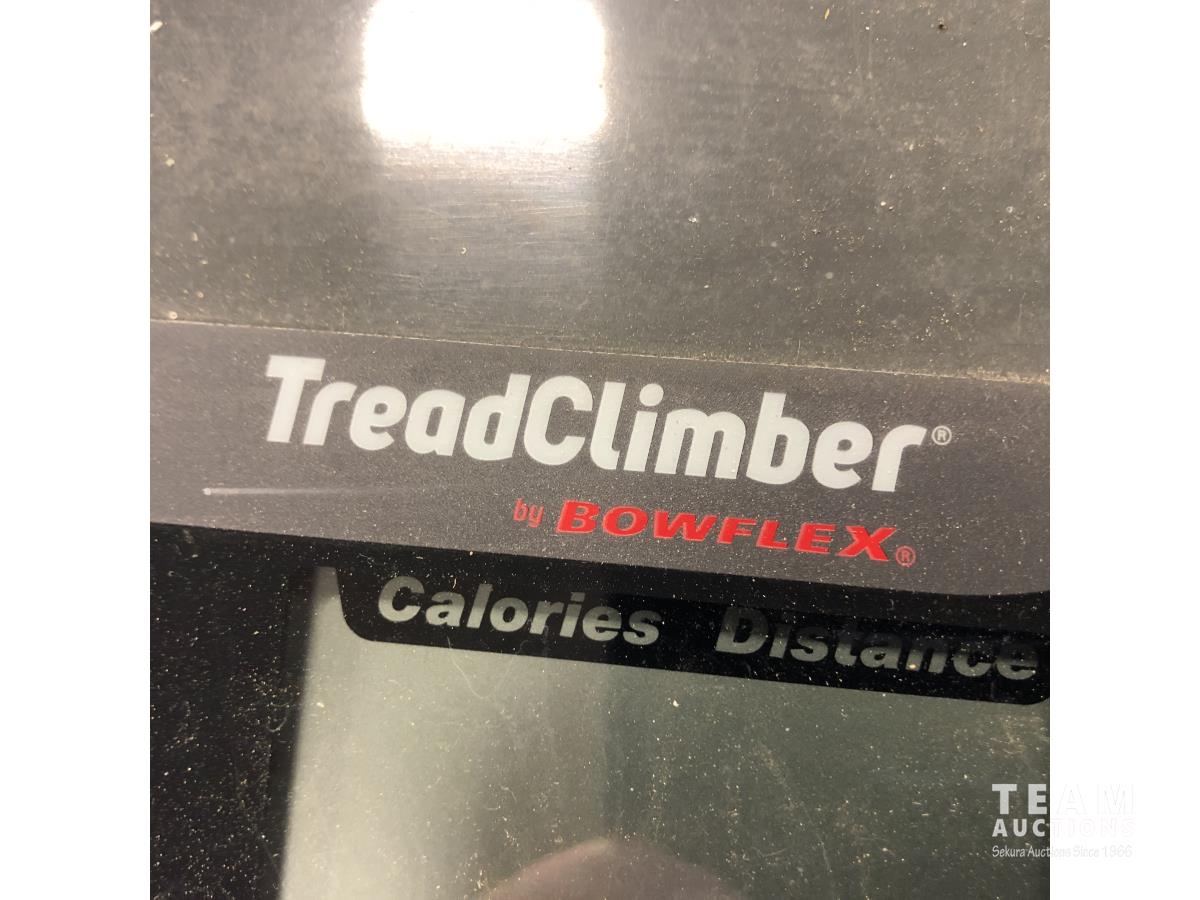 TreadClimber®
by BOWFLEX®
Calories Distance
TEAM
AUCTIONS
Sekura Auctions Since 1966